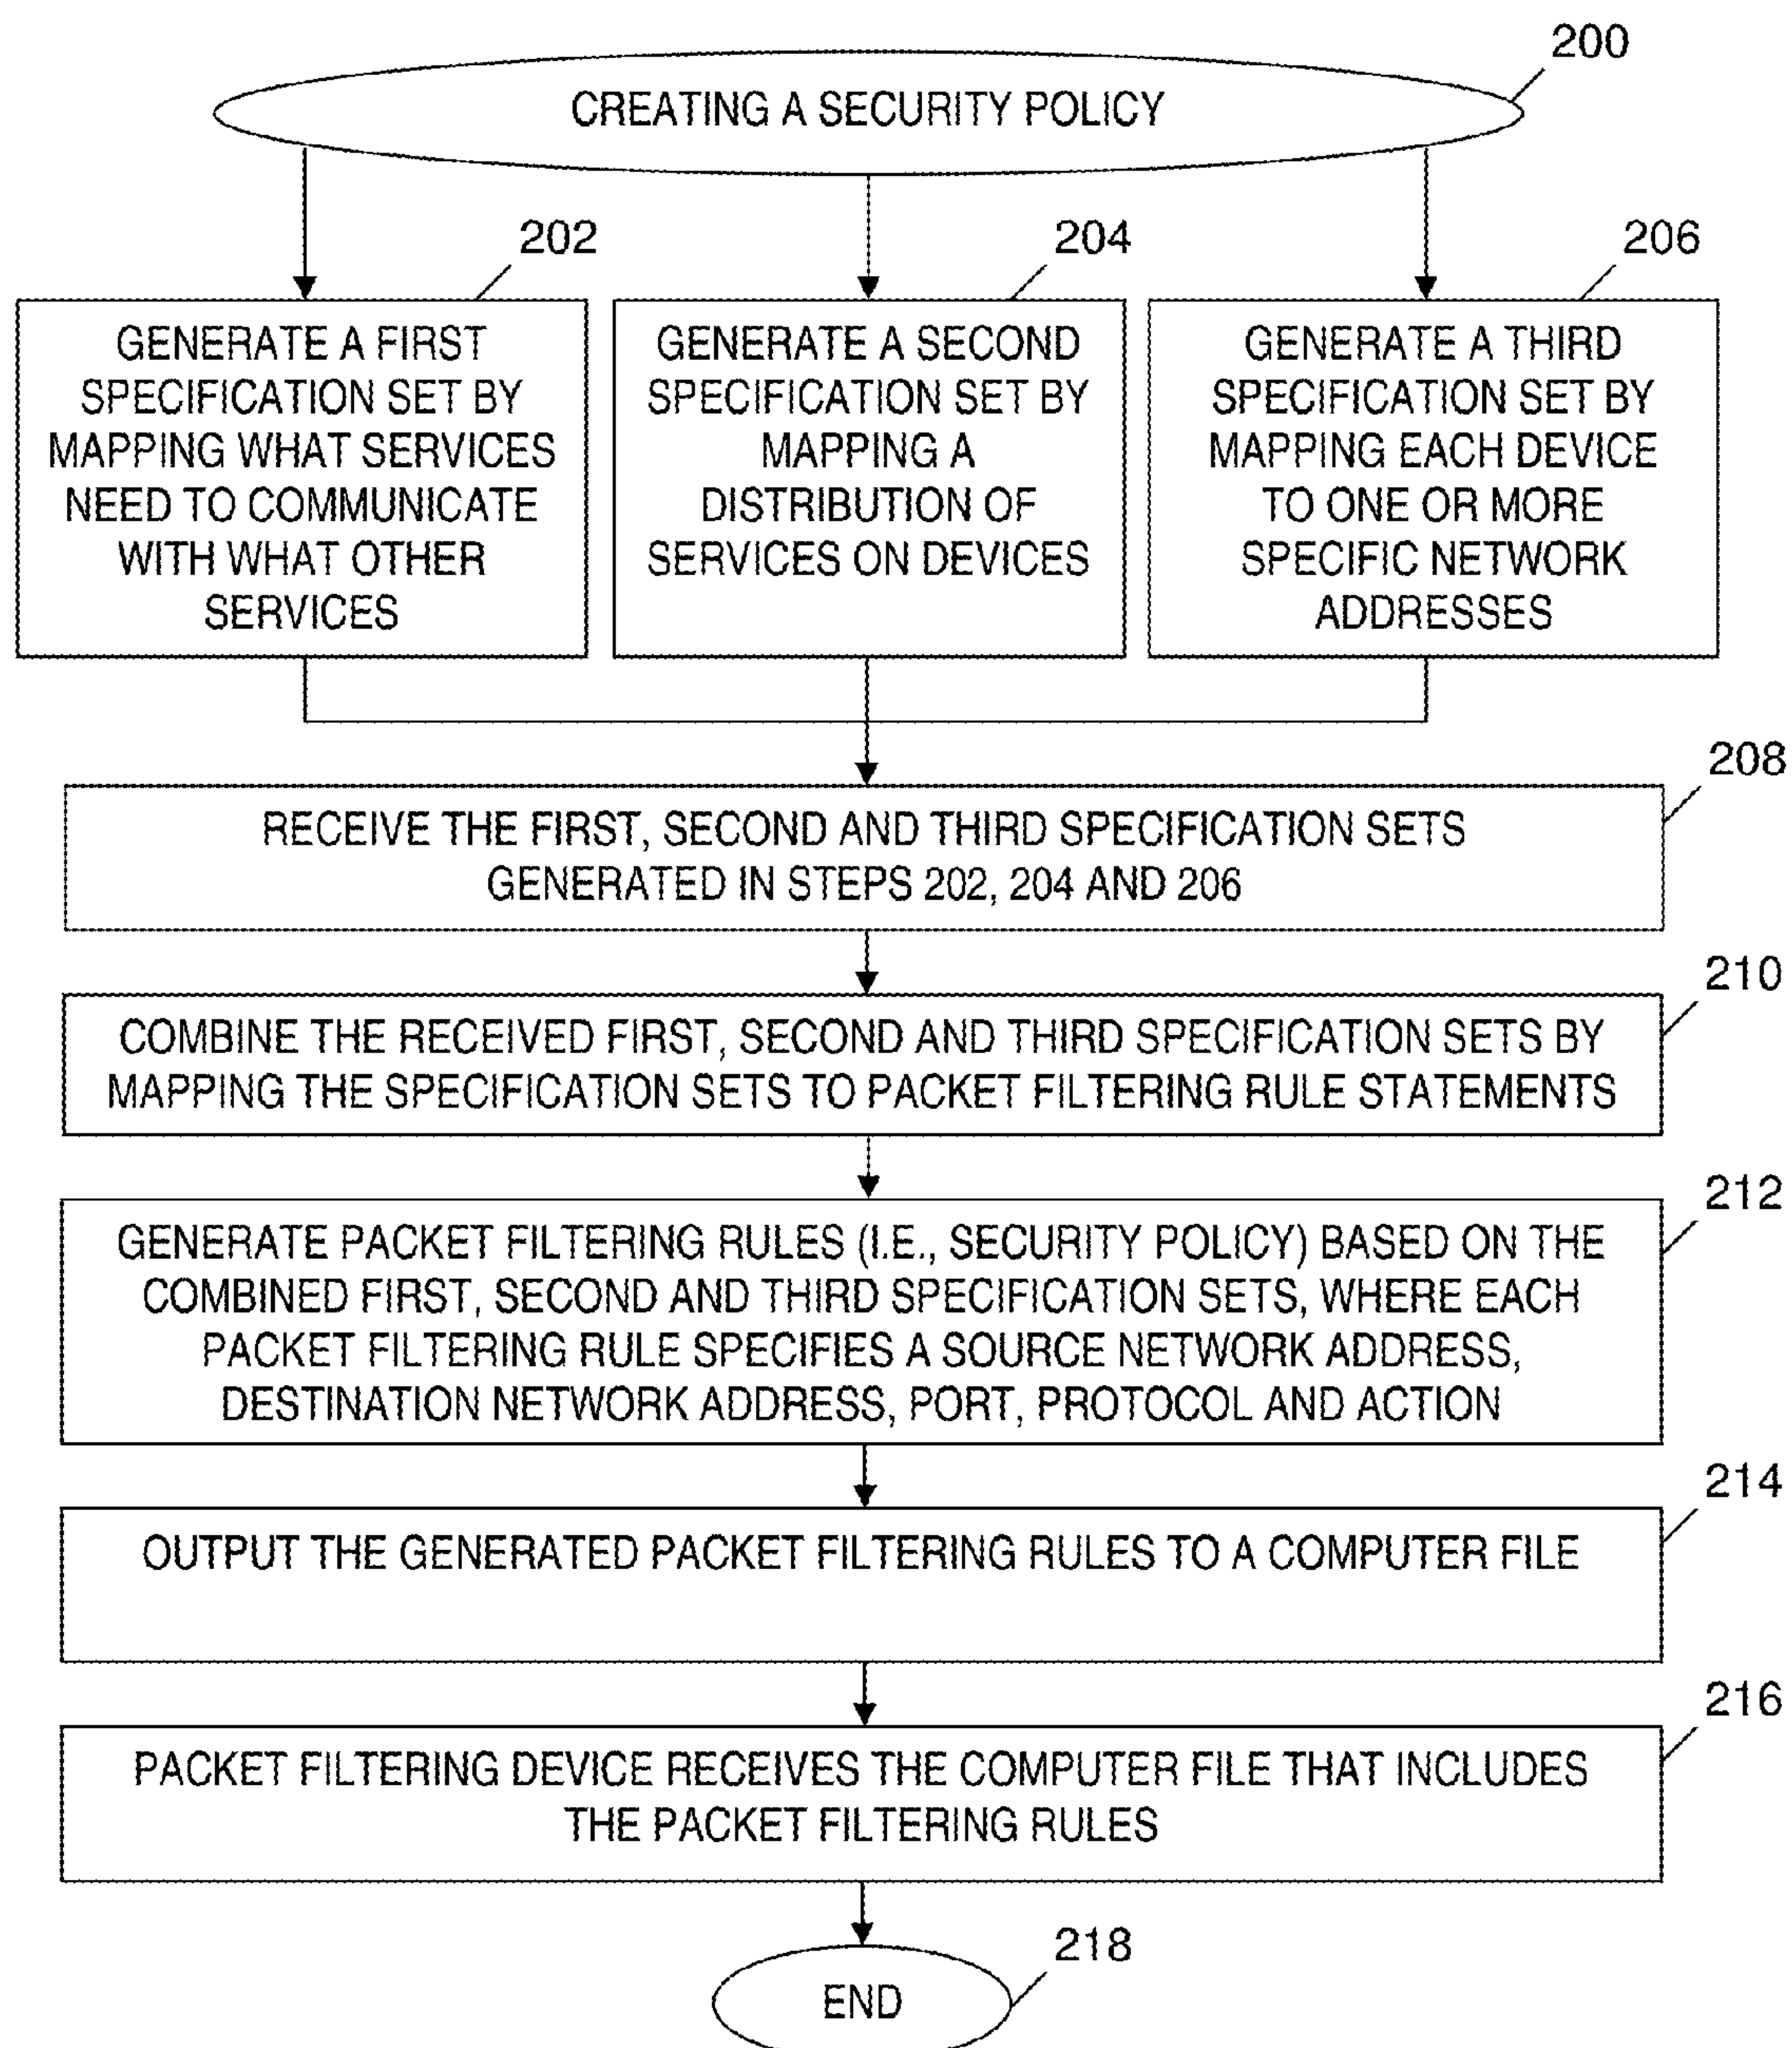 200
CREATING A SECURITY POLICY
202
GENERATE A FIRST
SPECIFICATION SET BY
MAPPING WHAT SERVICES
NEED TO COMMUNICATE
WITH WHAT OTHER
SERVICES
204
GENERATE A SECOND
SPECIFICATION SET BY
MAPPING A
DISTRIBUTION OF
SERVICES ON DEVICES
206
GENERATE A THIRD
SPECIFICATION SET BY
MAPPING EACH DEVICE
TO ONE OR MORE
SPECIFIC NETWORK
ADDRESSES
208
RECEIVE THE FIRST, SECOND AND THIRD SPECIFICATION SETS
GENERATED IN STEPS 202, 204 AND 206
210
COMBINE THE RECEIVED FIRST, SECOND AND THIRD SPECIFICATION SETS BY
MAPPING THE SPECIFICATION SETS TO PACKET FILTERING RULE STATEMENTS
212
GENERATE PACKET FILTERING RULES (I.E., SECURITY POLICY) BASED ON THE
COMBINED FIRST, SECOND AND THIRD SPECIFICATION SETS, WHERE EACH
PACKET FILTERING RULE SPECIFIES A SOURCE NETWORK ADDRESS,
DESTINATION NETWORK ADDRESS, PORT, PROTOCOL AND ACTION
214
OUTPUT THE GENERATED PACKET FILTERING RULES TO A COMPUTER FILE
216
PACKET FILTERING DEVICE RECEIVES THE COMPUTER FILE THAT INCLUDES
THE PACKET FILTERING RULES
218
END